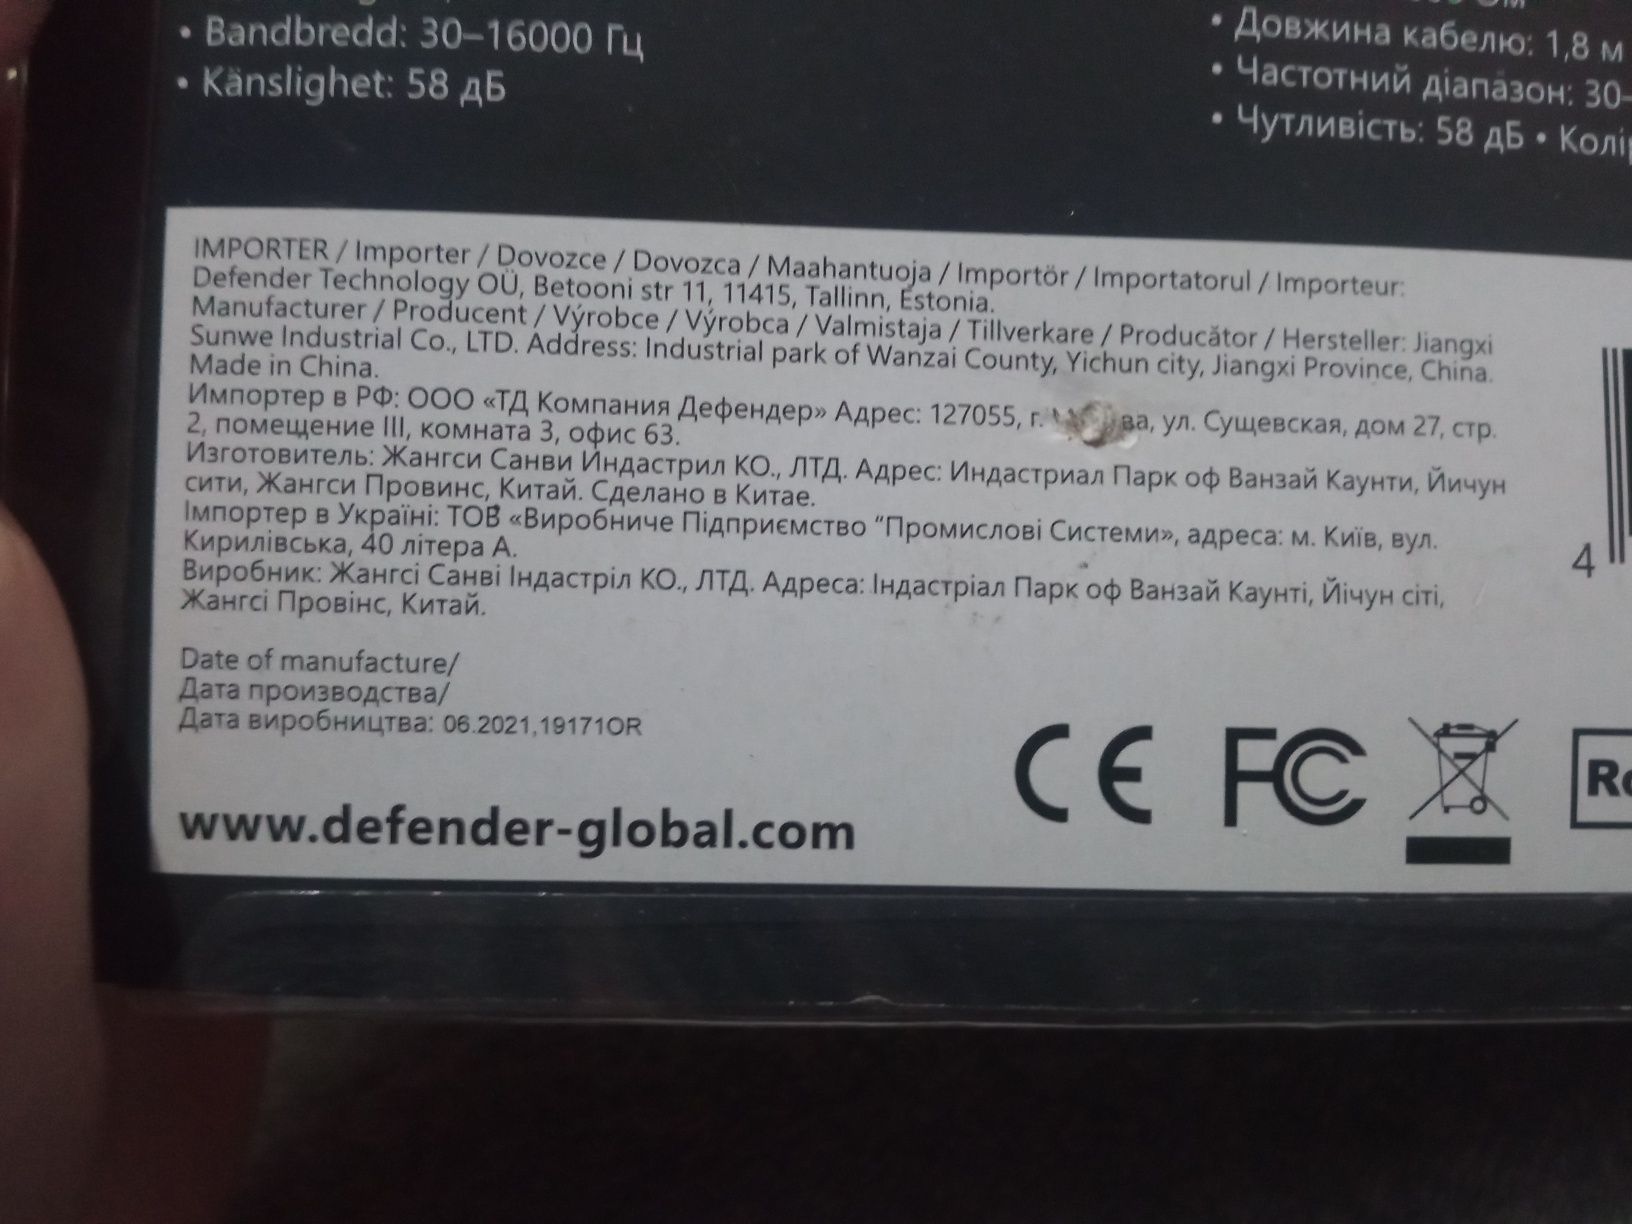 • Bandbredd: 30–16000 Гц
• Känslighet: 58 дБ
• Довжина кабелю: 1,8 м
• Частотний діапазон: 30–
• Чутливість: 58 дБ •
IMPORTER / Importer / Dovozce / Dovozca / Maahantuoja / Importör / Importatorul / Importeur:
Defender Technology OÜ, Betooni str 11, 11415, Tallinn, Estonia.
Manufacturer / Producent / Výrobce / Výrobca / Valmistaja / Tillverkare / Producător / Hersteller: Jiangxi
Sunwe Industrial Co., LTD. Address: Industrial park of Wanzai County, Yichun city, Jiangxi Province, China.
Made in China.
Импортер в РФ: ООО «ТД Компания Дефендер» Адрес: 127055, г. ул. Сущевская, дом 27, стр.
2, помещение III, комната 3, офис 63.
Изготовитель: Жангси Санви Индастрил КО., ЛТД. Адрес: Индастриал Парк оф Ванзай Каунти, Йичун
сити, Жангси Провинс, Китай. Сделано в Китае.
Імпортер в Україні: ТОВ «Виробниче Підприємство "Промислові Системи», адреса: м. Київ, вул.
Кирилівська, 40 літера А.
Виробник: Жангсі Санві Індастріл КО., ЛТД. Адреса: Індастріал Парк оф Ванзай Каунті, Йічун сіті,
Жангсі Провінс, Китай.
Date of manufacture/
Дата производства/
Дата виробництва: 06.2021,19171OR
www.defender-global.com
CE FC
4